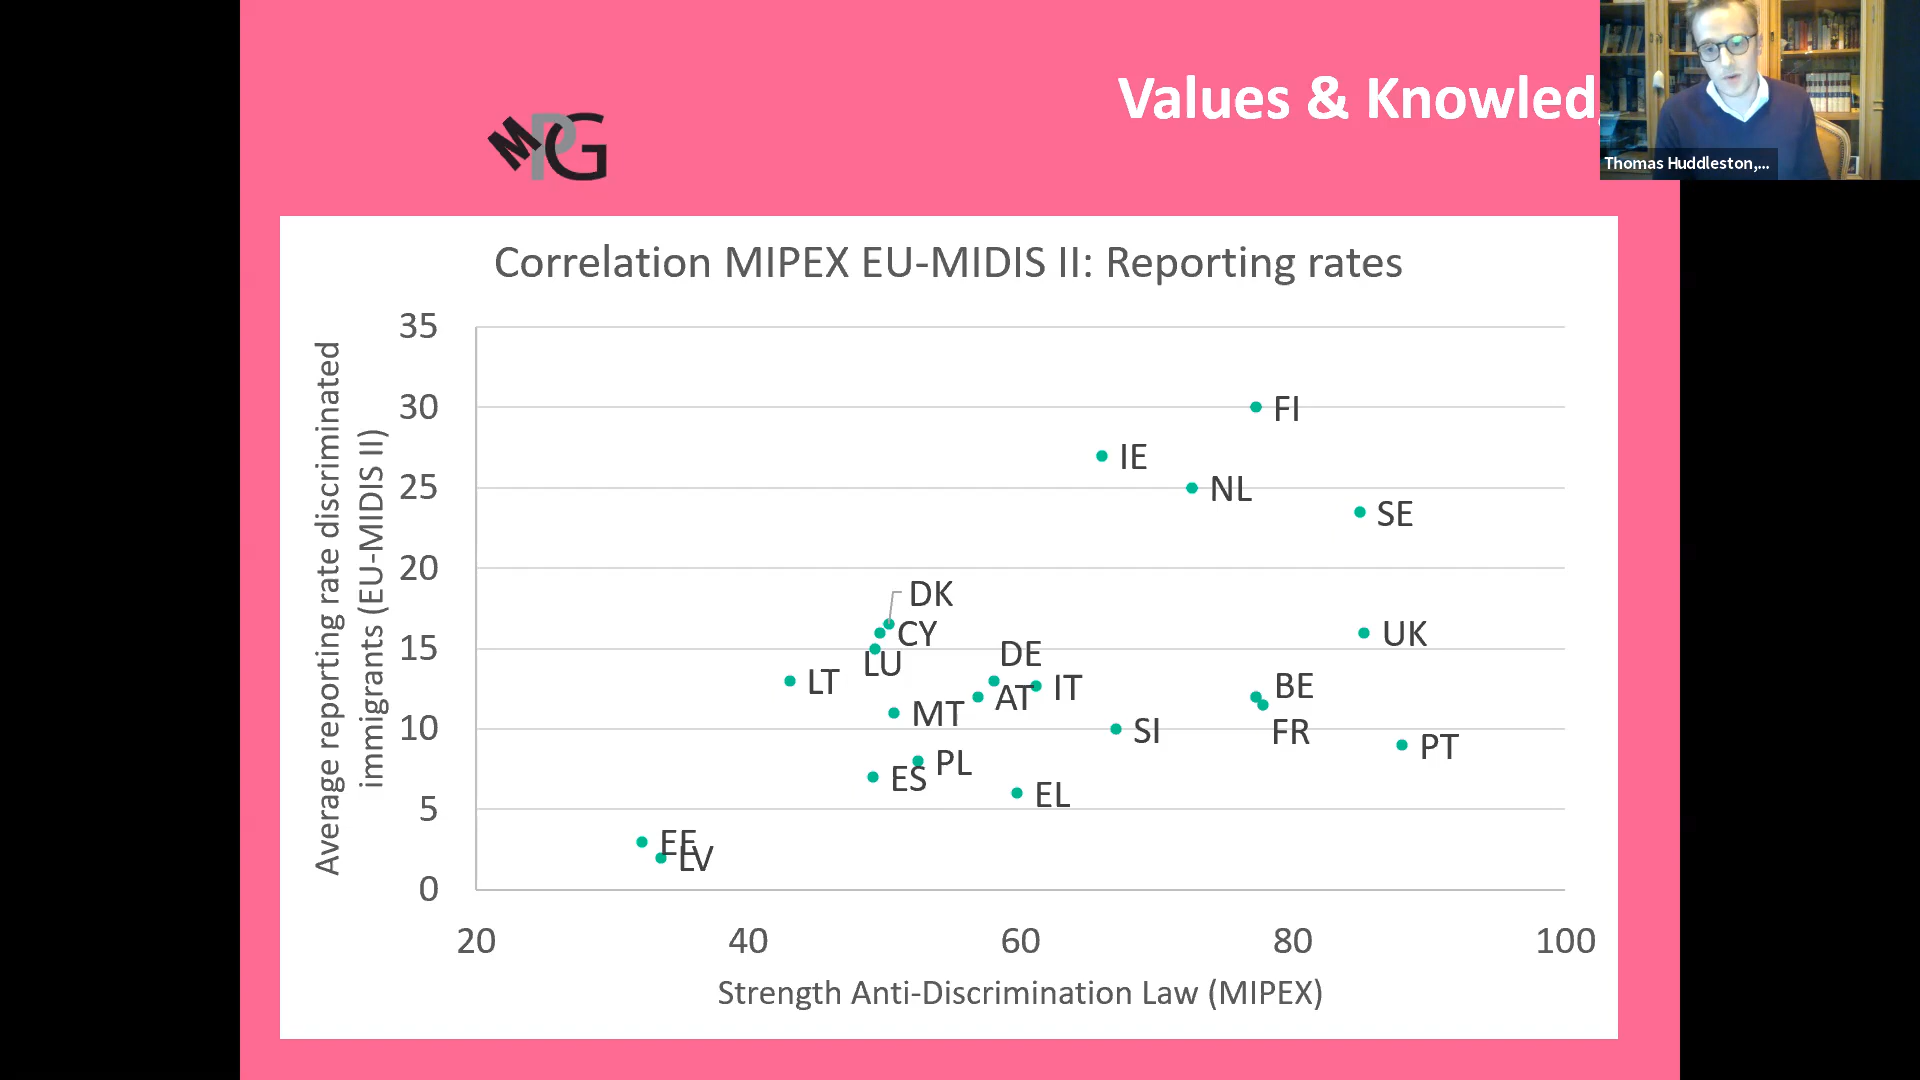 Values & Knowled
MPG
Thomas Huddleston,...
Correlation MIPEX EU-MIDIS II: Reporting rates
Average reporting rate discriminated
immigrants (EU-MIDIS II)
35
30
25
20
15
10
5
0
FI
IE
NL
SE
DK
CY
UK
DE
LU
LT
AT
IT
BE
MT
SI
FR
PT
PL
ES
EL
EE
LV
20
40
60
80
100
Strength Anti-Discrimination Law (MIPEX)